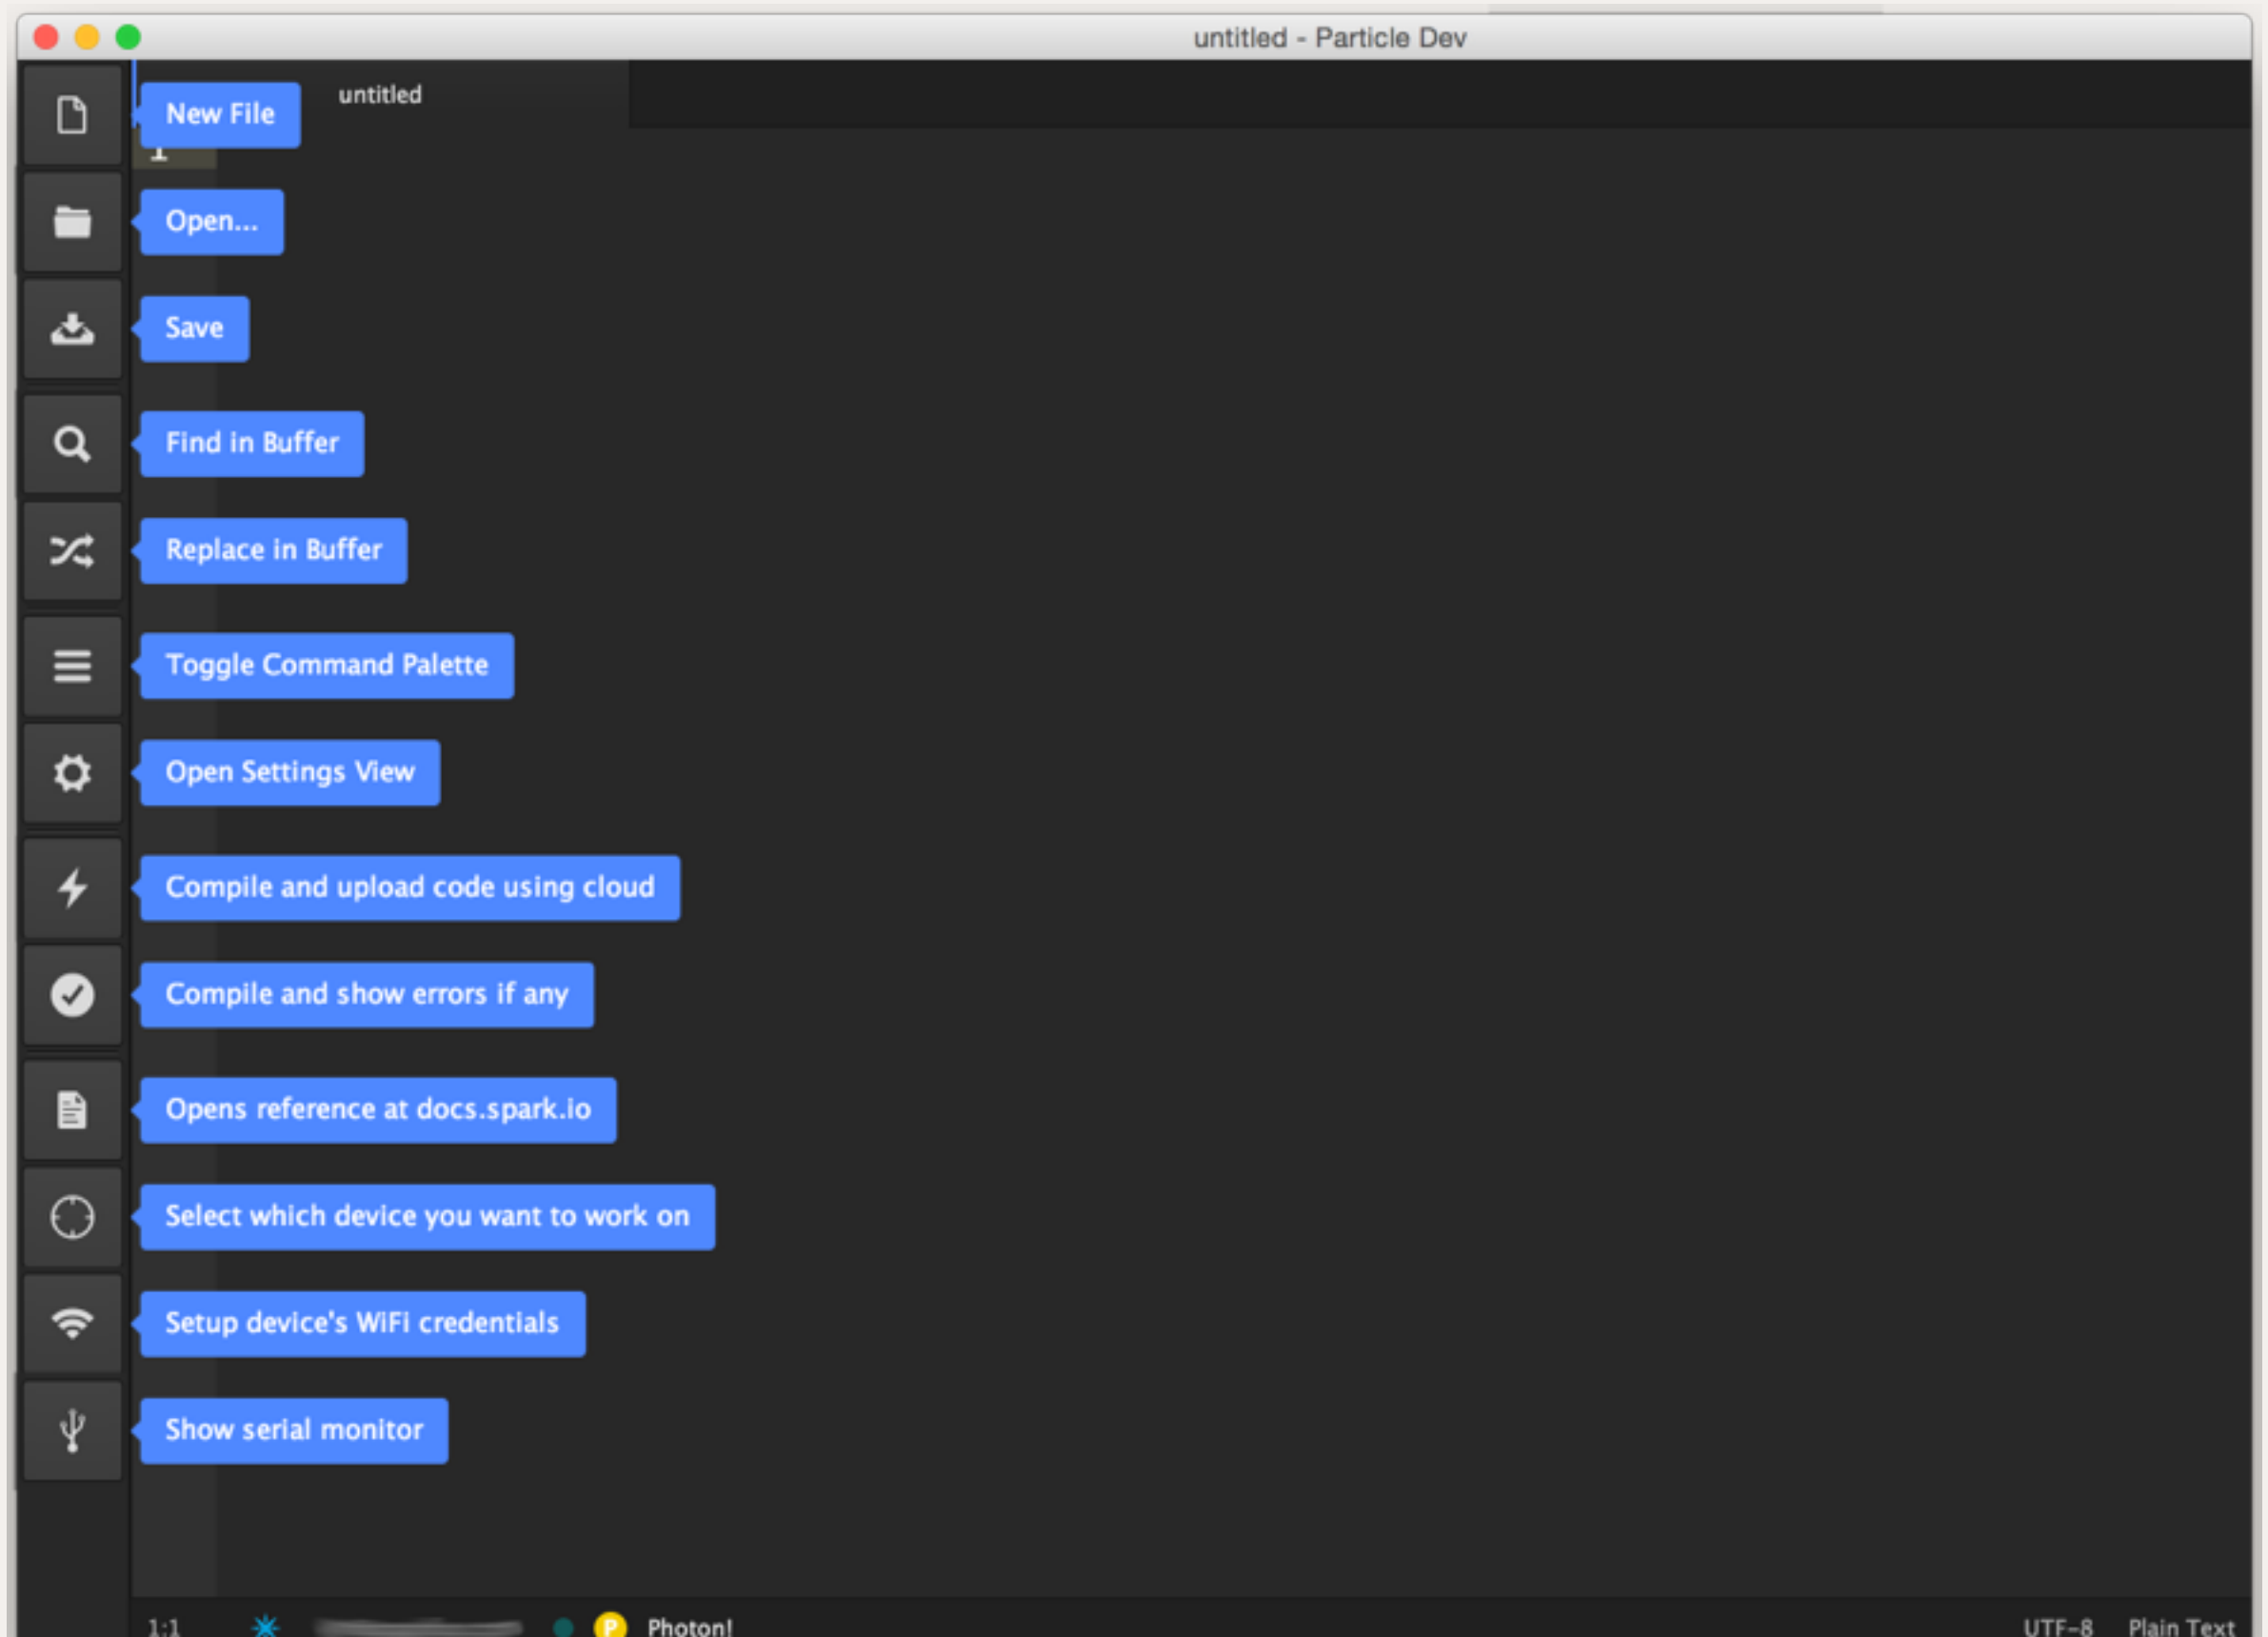 untitled - Particle Dev
untitled
New File
1
Open...
Save
Find in Buffer
Replace in Buffer
Toggle Command Palette
Open Settings View
Compile and upload code using cloud
Compile and show errors if any
Opens reference at docs.spark.io
Select which device you want to work on
Setup device's WiFi credentials
Show serial monitor
1:1 P Photon! UTF-8 Plain Text